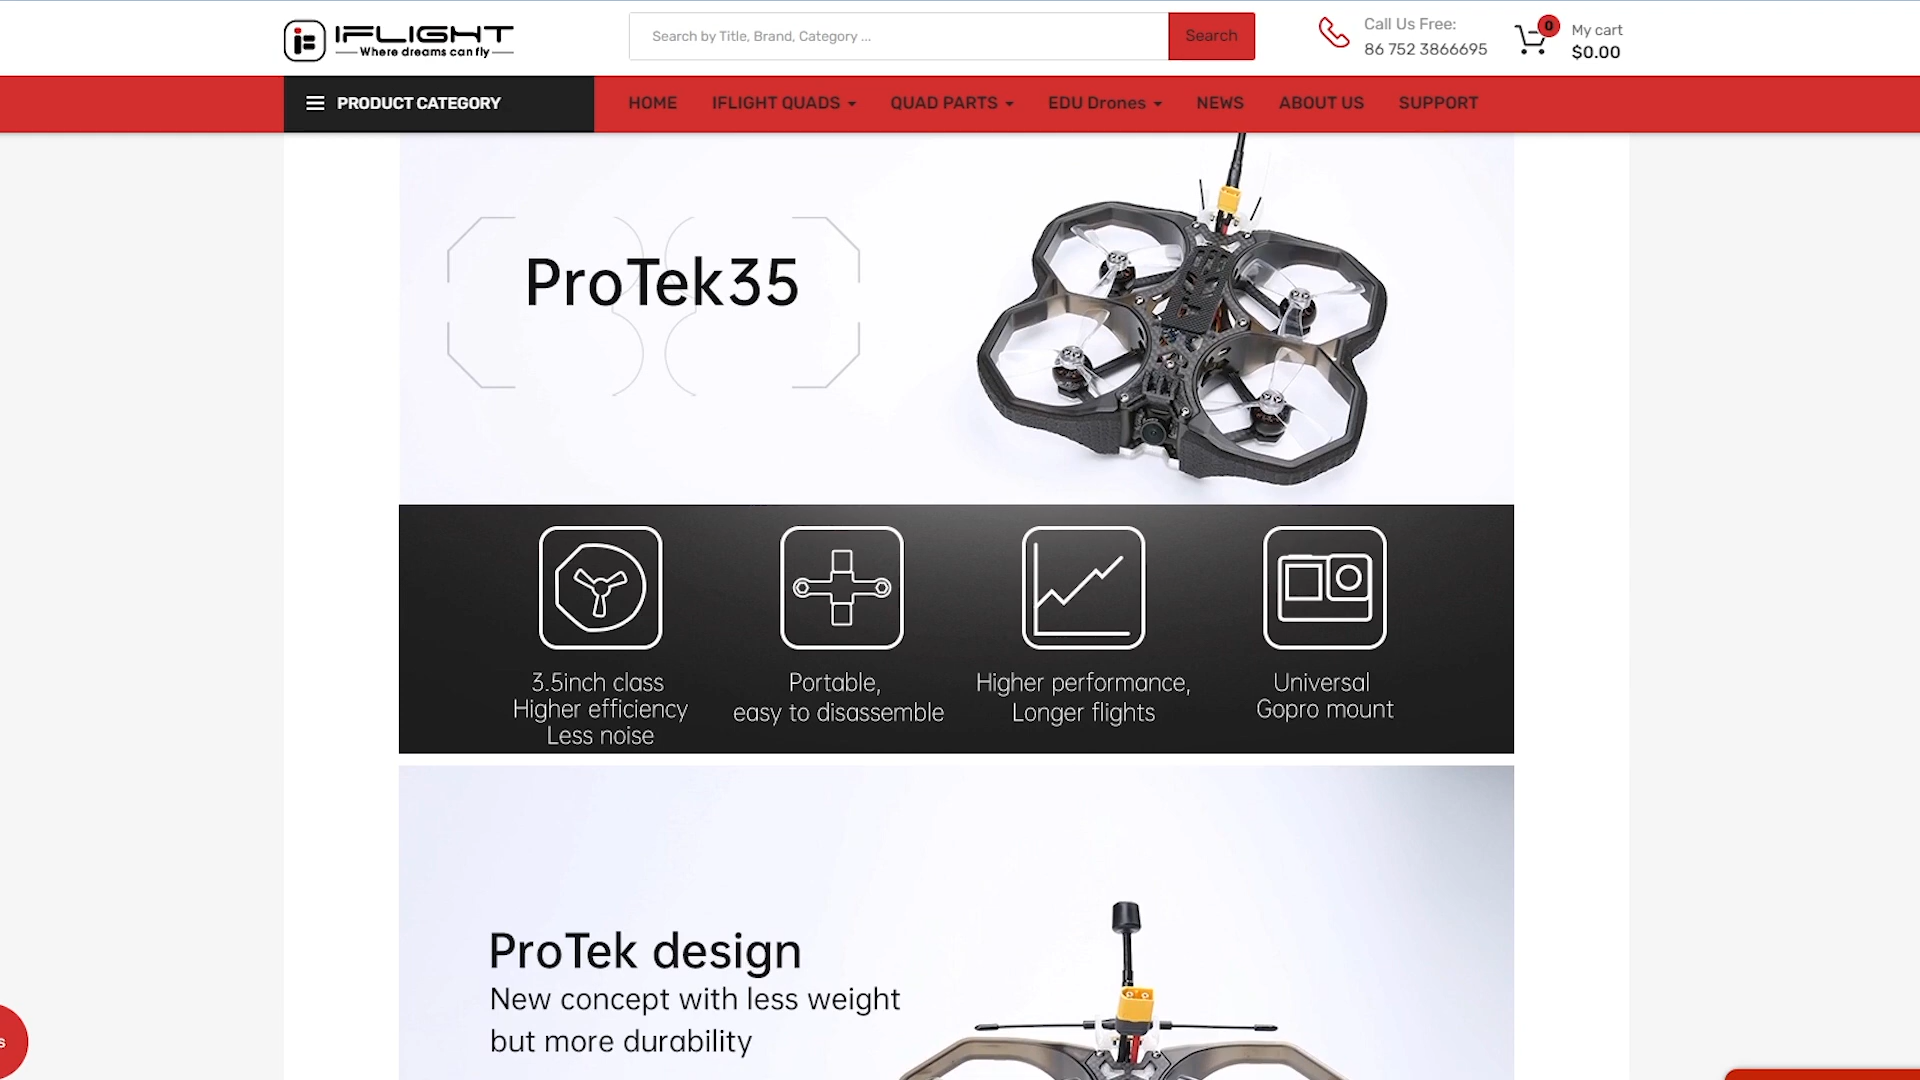 IFLIGHT
Where dreams can fly
Search by Title, Brand, Category ...
Search
Call Us Free:
86 752 3866695
0
My cart
$0.00
PRODUCT CATEGORY
HOME
IFLIGHT QUADS
QUAD PARTS
EDU Drones
NEWS
ABOUT US
SUPPORT
ProTek35
3.5inch class
Higher efficiency
Less noise
Portable,
easy to disassemble
Higher performance,
Longer flights
Universal
Gopro mount
ProTek design
New concept with less weight
but more durability
s